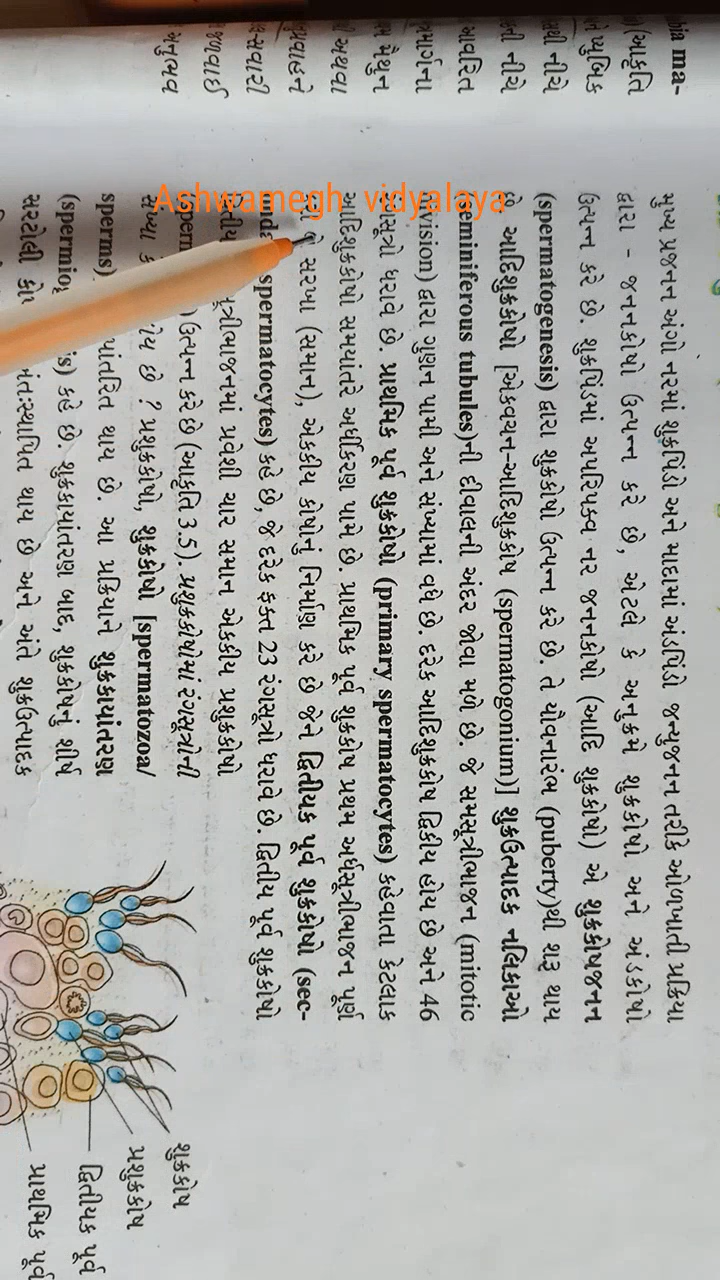 bia ma-
(આકૃતિ
Ashwamegh vidyalaya
મુખ્ય પ્રજનન અંગો નરમાં શુક્રપિંડો અને માદામાં અંડપિંડો જન્યુજનન તરીકે ઓળખાતી પ્રક્રિયા
દ્વારા - જનનકોષો ઉત્પન્ન કરે છે, એટલે કે અનુક્રમે શુક્રકોષો અને અંડકોષો
ઉત્પન્ન કરે છે. શુક્રપિંડમાં અપરિપક્વ નર જનનકોષો (આદિ શુક્રકોષો) એ શુક્રકોષજનન
(spermatogenesis) દ્વારા શુક્રકોષો ઉત્પન્ન કરે છે. તે યૌવનારંભ (puberty)થી શરૂ થાય
છે આદિશુક્રકોષો [એકવચન-આદિશુક્રકોષ (spermatogonium)] શુક્રઉત્પાદક નલિકાઓ
seminiferous tubules)ની દીવાલની અંદર જોવા મળે છે. જે સમસૂત્રીભાજન (mitotic
division) દ્વારા ગુણન પામી અને સંખ્યામાં વધે છે. દરેક આદિશુક્રકોષ દ્વિકીય હોય છે અને 46
ધરાવે છે. પ્રાથમિક પૂર્વ શુક્રકોષો (primary spermatocytes) કહેવાતા કેટલાક
આદિશુક્રકોષો સમયાંતરે અર્ધીકરણ પામે છે. પ્રાથમિક પૂર્વ શુક્રકોષ પ્રથમ અર્ધસૂત્રીભાજન પૂર્ણ
સરખા (સમાન), એકકીય કોષોનું નિર્માણ કરે છે જેને દ્વિતીયક પૂર્વ શુક્રકોષો (sec-
spermatocytes) કહે છે, જે દરેક ફક્ત 23 રંગસૂત્રો ધરાવે છે. દ્વિતીય પૂર્વ શુક્રકોષો
પ્રવેશી ચાર સમાન એકકીય પ્રશુક્રકોષો
ઉત્પન્ન કરે છે (આકૃતિ 3.5). પ્રશુક્રકોષોમાં રંગસૂત્રોની
સંખ્યા છે ? પ્રશુક્રકોષો, શુક્રકોષો [spermatozoa/
sperms) થાય છે. આ પ્રક્રિયાને શુક્રકાયાંતરણ
કહે છે. શુક્રકાયાંતરણ બાદ, શુક્રકોષનું શીર્ષ
સરટોલી થાય છે અને અંતે શુક્રઉત્પાદક
શુક્રકોષ
પ્રશુક્રકોષ
દ્વિતીયક પૂર્વ
પ્રાથમિક પૂર્વ